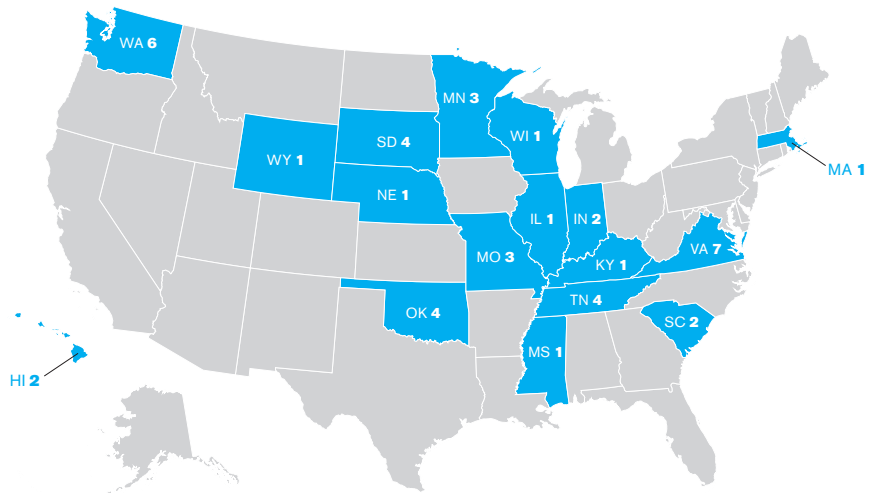 WA 6
MN 3
WI 1
SD 4
WY 1
MA 1
NE 1
IL 1
IN 2
VA 7
MO 3
KY 1
TN 4
OK 4
SC 2
MS 1
HI 2